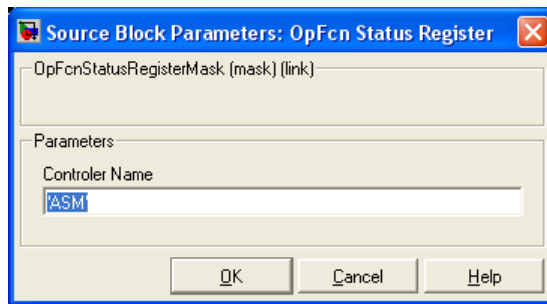 Source Block Parameters: OpFcn Status Register
OpFcnStatusRegisterMask (mask) (link)
Parameters
Controler Name
'ASM'
OK
Cancel
Help